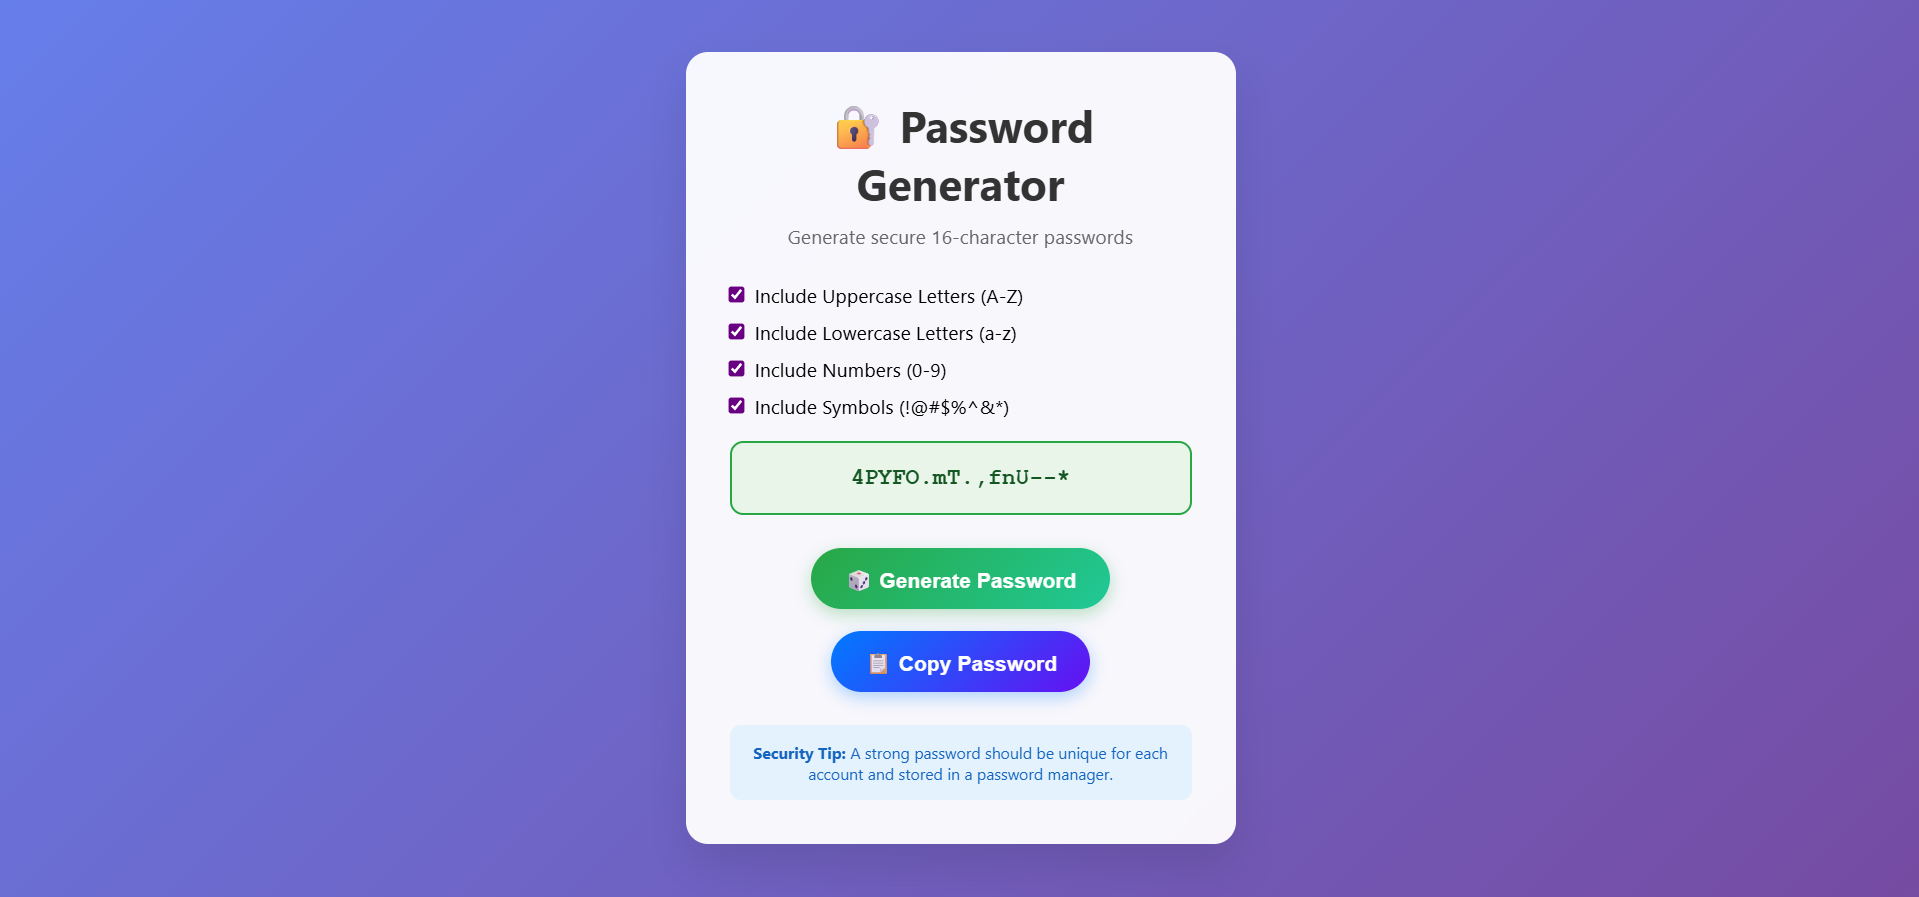 🔐 Password
Generator
Generate secure 16-character passwords
Include Uppercase Letters (A-Z)
Include Lowercase Letters (a-z)
Include Numbers (0-9)
Include Symbols (!@#$%^&*)
4PYFO.mT.,fnU--*
🎲 Generate Password
📋 Copy Password
Security Tip: A strong password should be unique for each
account and stored in a password manager.